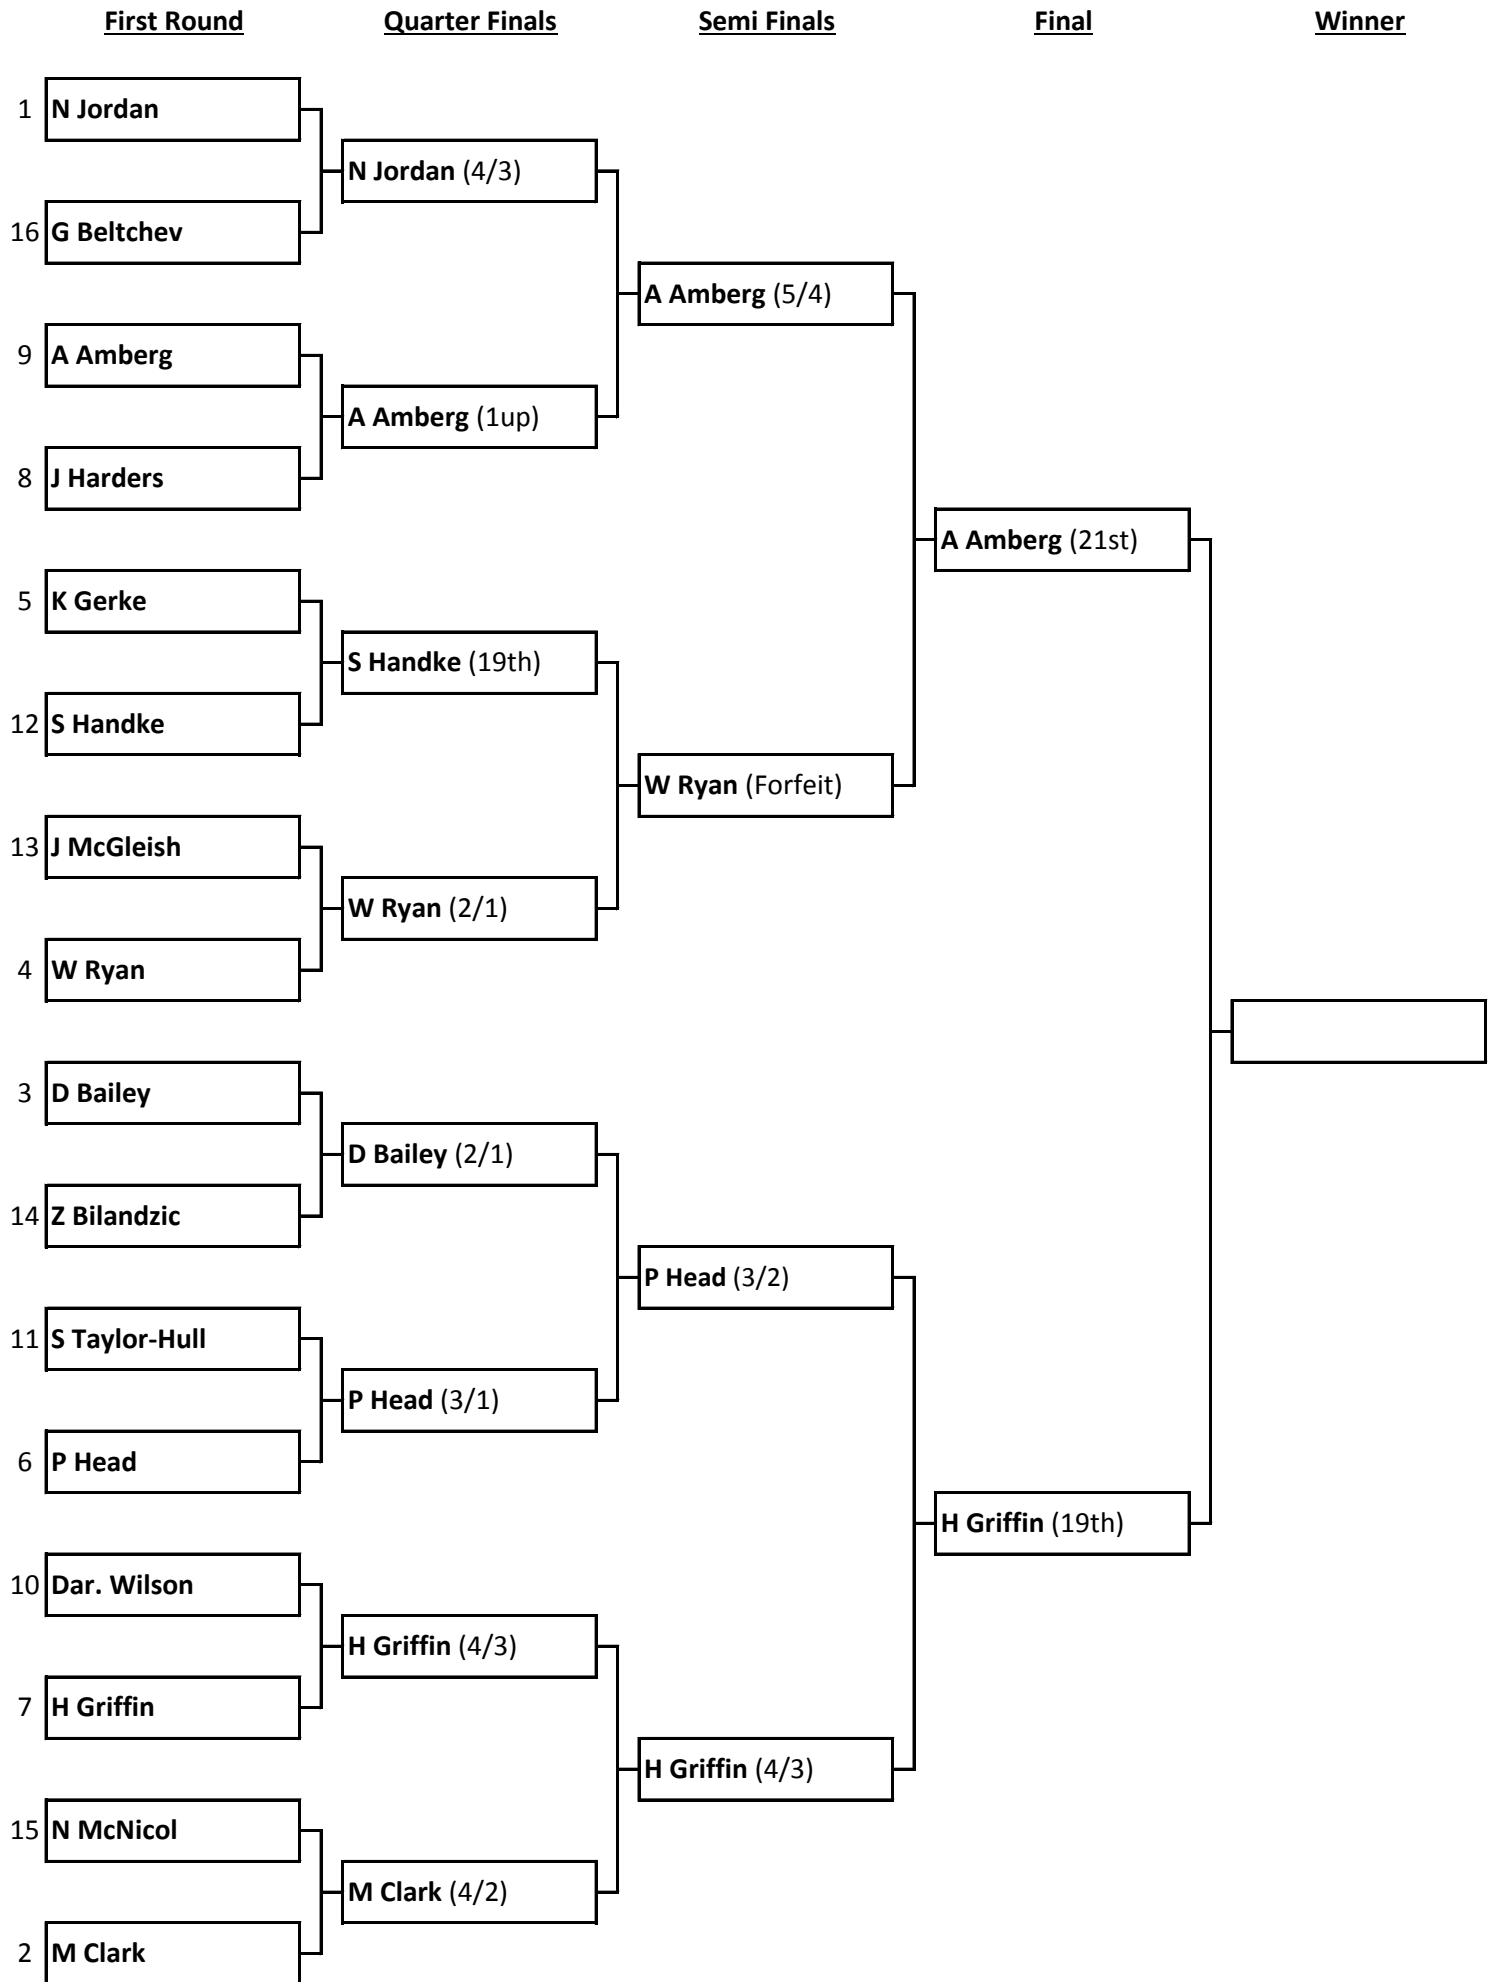 First Round Quarter Finals Semi Finals Final Winner
1 N Jordan
N Jordan (4/3)
16 G Beltchev
A Amberg (5/4)
9 A Amberg
A Amberg (1up)
8 J Harders
A Amberg (21st)
5 K Gerke
S Handke (19th)
12 S Handke
W Ryan (Forfeit)
13 J McGleish
W Ryan (2/1)
4 W Ryan
3 D Bailey
D Bailey (2/1)
14 Z Bilandzic
P Head (3/2)
11 S Taylor-Hull
P Head (3/1)
6 P Head
H Griffin (19th)
10 Dar. Wilson
H Griffin (4/3)
7 H Griffin
H Griffin (4/3)
15 N McNicol
M Clark (4/2)
2 M Clark